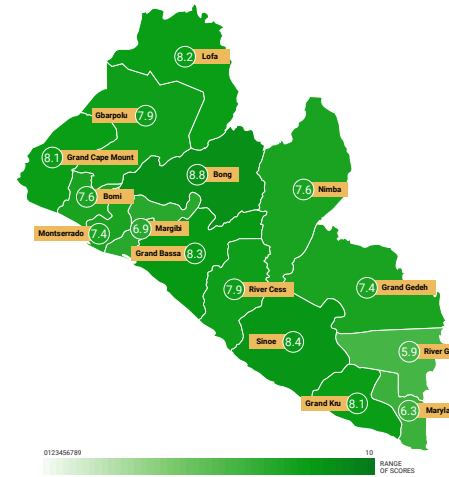 8.2 Lofa
Gbarpolu 7.9
8.1 Grand Cape Mount
8.8 Bong
7.6 Nimba
7.6 Bomi
6.9 Margibi
Montserrado 7.4
Grand Bassa 8.3
7.9 River Cess
7.4 Grand Gedeh
Sinoe 8.4
5.9 River G
Grand Kru 8.1
6.3 Maryla
0123456789 10
RANGE
OF SCORES